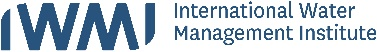 IWMI
International Water
Management Institute